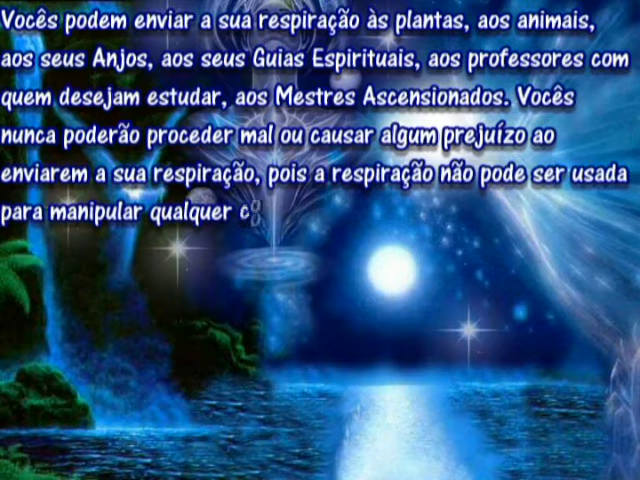 Vocês podem enviar a sua respiração às plantas, aos animais,
aos seus Anjos, aos seus Guias Espirituais, aos professores com
quem desejam estudar, aos Mestres Ascensionados. Vocês
nunca poderão proceder mal ou causar algum prejuízo ao
enviarem a sua respiração, pois a respiração não pode ser usada
para manipular qualquer c